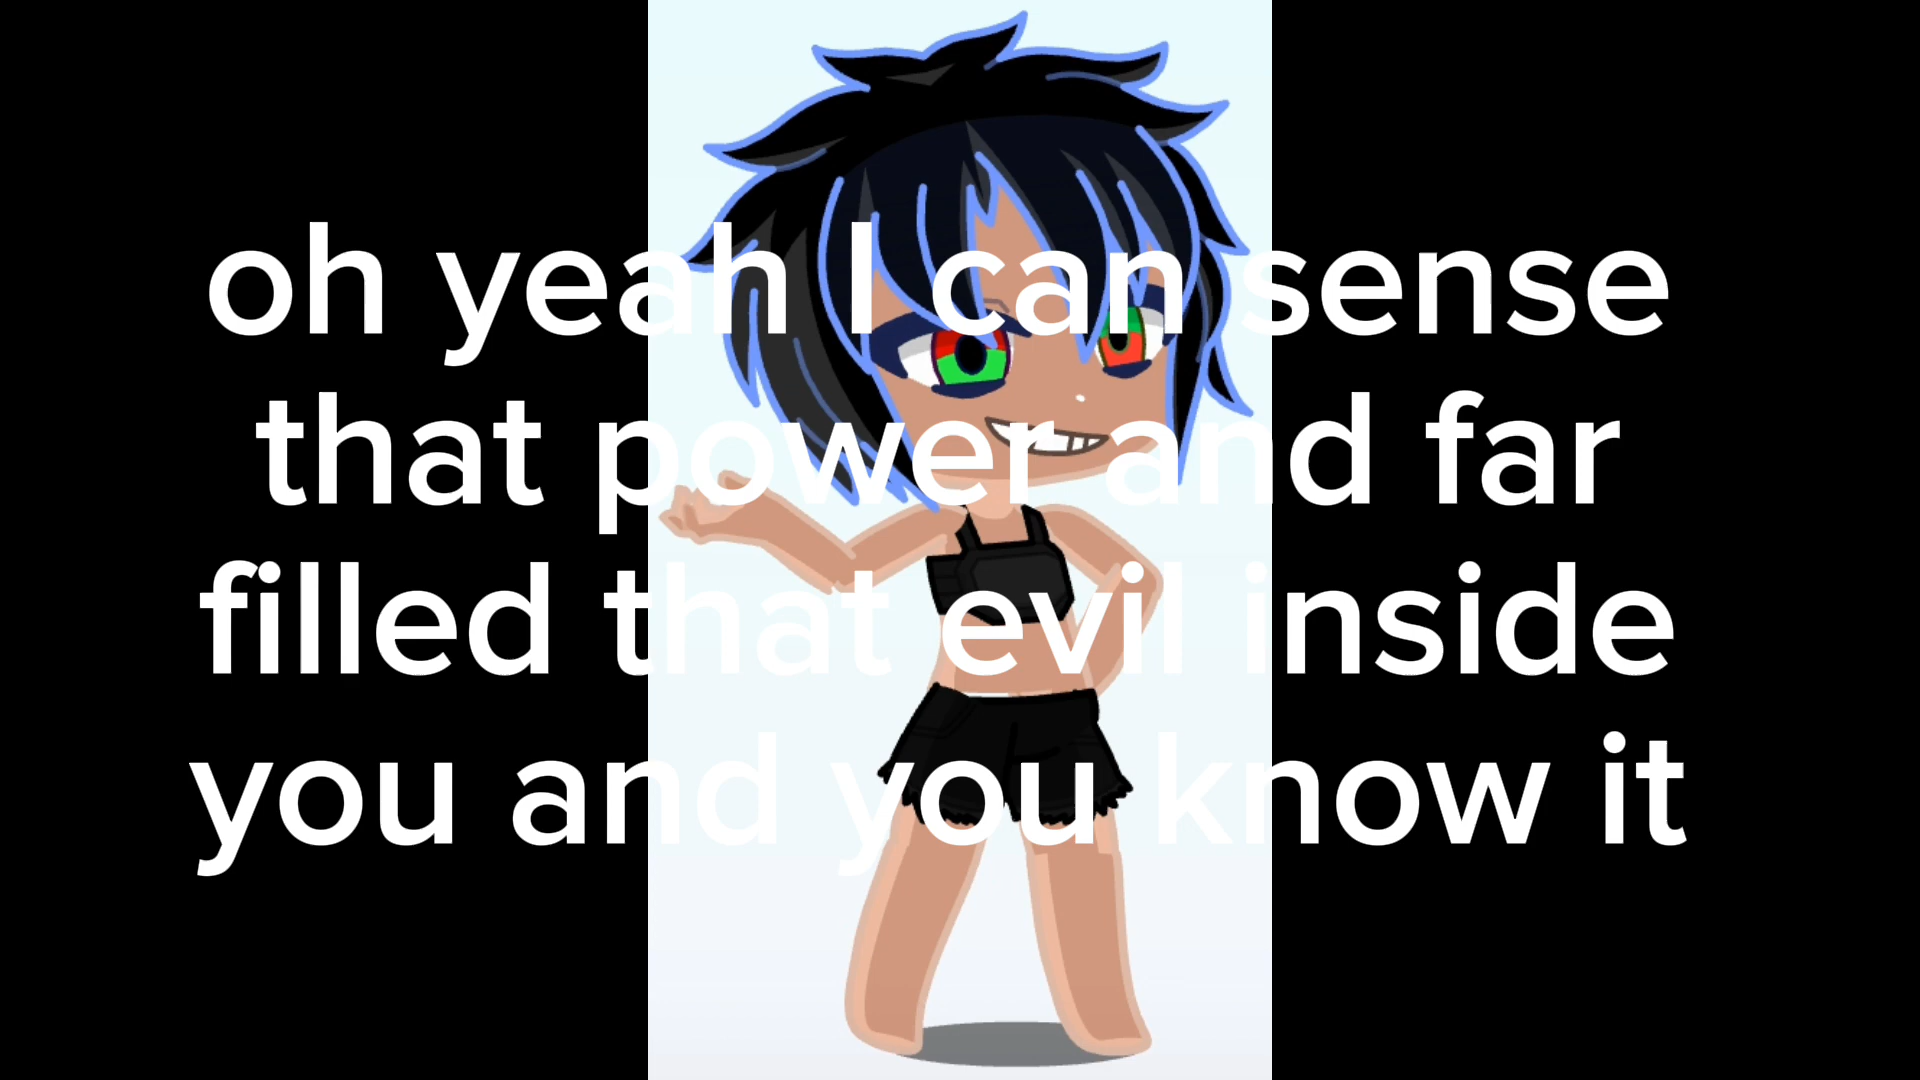 oh yeah I can sense
that power and far
filled that evil inside
you and you know it